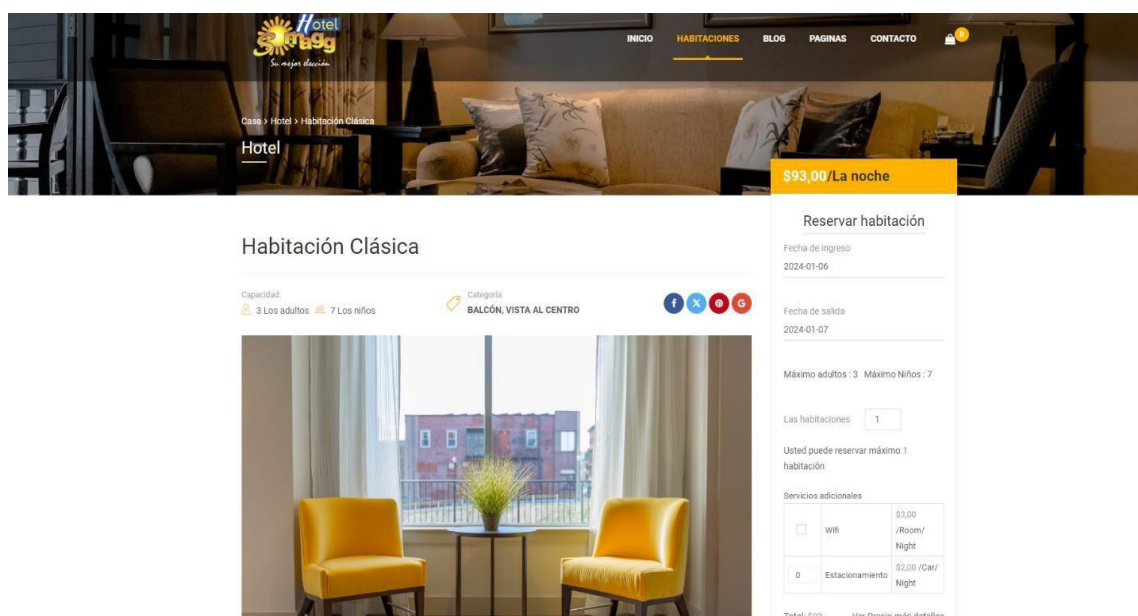 Hotel
Somagg
Su mejor elección
INICIO HABITACIONES BLOG PAGINAS CONTACTO 0
Casa > Hotel > Habitación Clásica
Hotel
$93,00/La noche
Reservar habitación
Fecha de ingreso
2024-01-06
Fecha de salida
2024-01-07
Máximo adultos : 3 Máximo Niños : 7
Las habitaciones 1
Usted puede reservar máximo 1
habitación
Servicios adicionales
Wifi
$3,00
/Room/
Night
0 Estacionamiento
$2,00 /Car/
Night
Habitación Clásica
Capacidad:
3 Los adultos 7 Los niños
Categoría:
BALCÓN, VISTA AL CENTRO
f X G